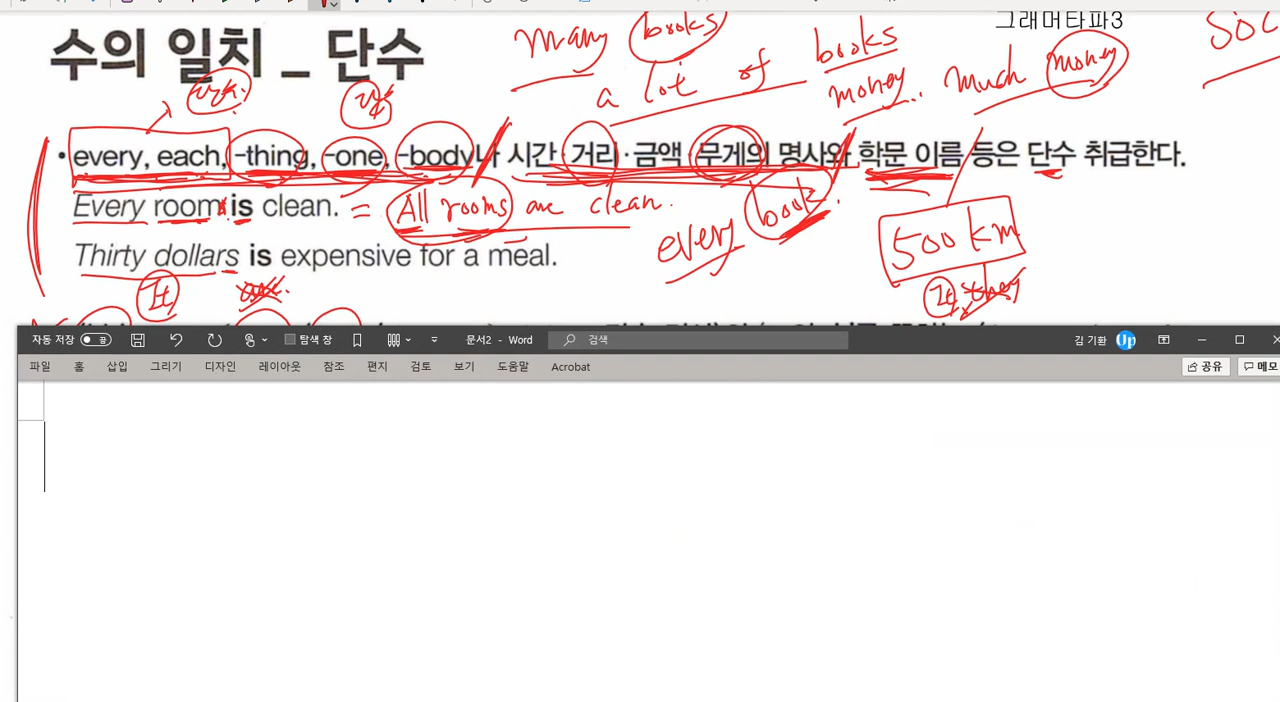 그래머타파3
수의 일치 _ 단수
many books
a lot of books
money..
much money
• every, each, -thing, -one, -body나 시간 · 거리 · 금액 · 무게의 명사와 학문 이름 등은 단수 취급한다.
Every room is clean. = All rooms are clean.
every book.
500 km
Thirty dollars is expensive for a meal.
It
It they
자동 저장 끔 탐색 창 문서2 - Word 검색 김 기환 Up
파일 홈 삽입 그리기 디자인 레이아웃 참조 편지 검토 보기 도움말 Acrobat 공유 메모